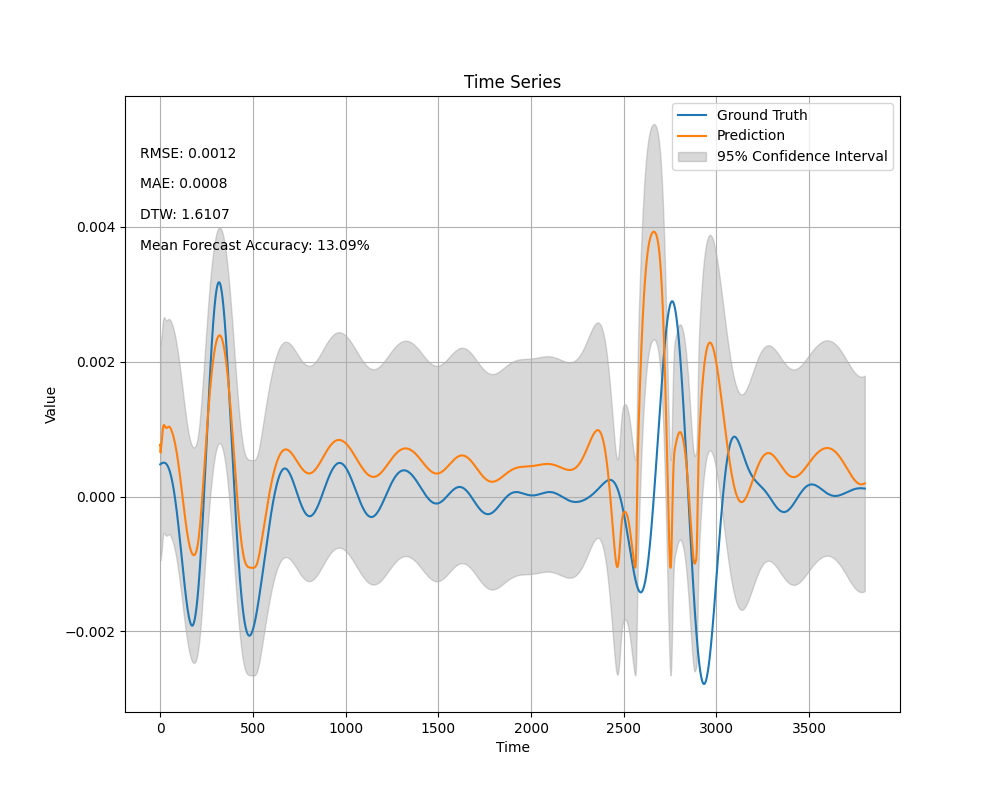 Time Series
Ground Truth
Prediction
95% Confidence Interval
RMSE: 0.0012
MAE: 0.0008
DTW: 1.6107
Mean Forecast Accuracy: 13.09%
Value
0.004
0.002
0.000
−0.002
0 500 1000 1500 2000 2500 3000 3500
Time